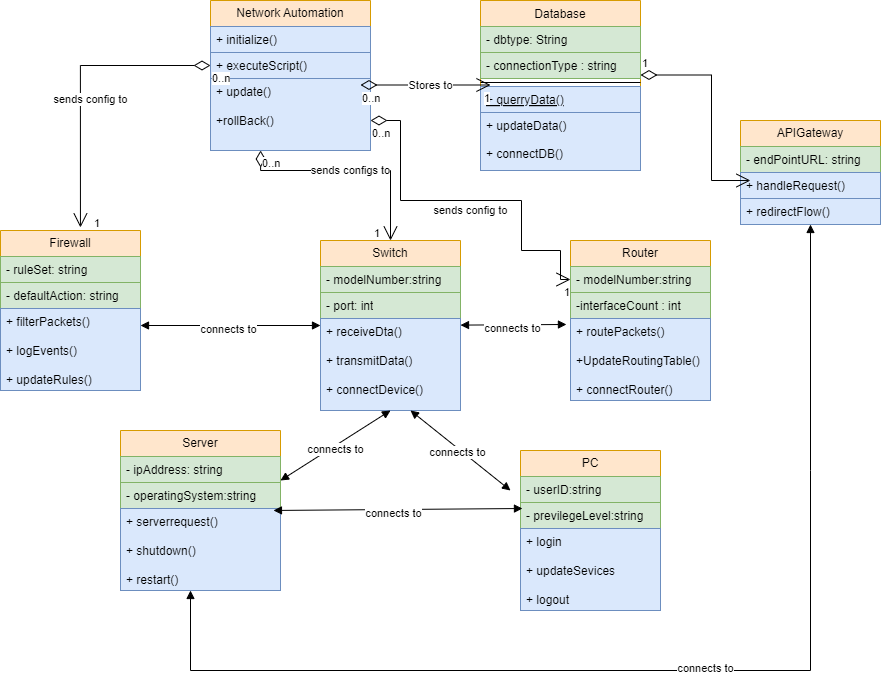 Network Automation
+ initialize()
+ executeScript()
+ update()
+rollBack()
0..n
0..n
0..n
0..n
Database
- dbtype: String
- connectionType : string
1
- querryData()
+ updateData()
+ connectDB()
1
APIGateway
- endPointURL: string
+ handleRequest()
+ redirectFlow()
sends config to
Stores to
sends configs to
sends config to
1
Firewall
- ruleSet: string
- defaultAction: string
+ filterPackets()
+ logEvents()
+ updateRules()
1
Switch
- modelNumber:string
- port: int
+ receiveDta()
+ transmitData()
+ connectDevice()
1
Router
- modelNumber:string
-interfaceCount : int
+ routePackets()
+UpdateRoutingTable()
+ connectRouter()
connects to
connects to
connects to
connects to
Server
- ipAddress: string
- operatingSystem:string
+ serverrequest()
+ shutdown()
+ restart()
connects to
PC
- userID:string
- previlegeLevel:string
+ login
+ updateSevices
+ logout
connects to